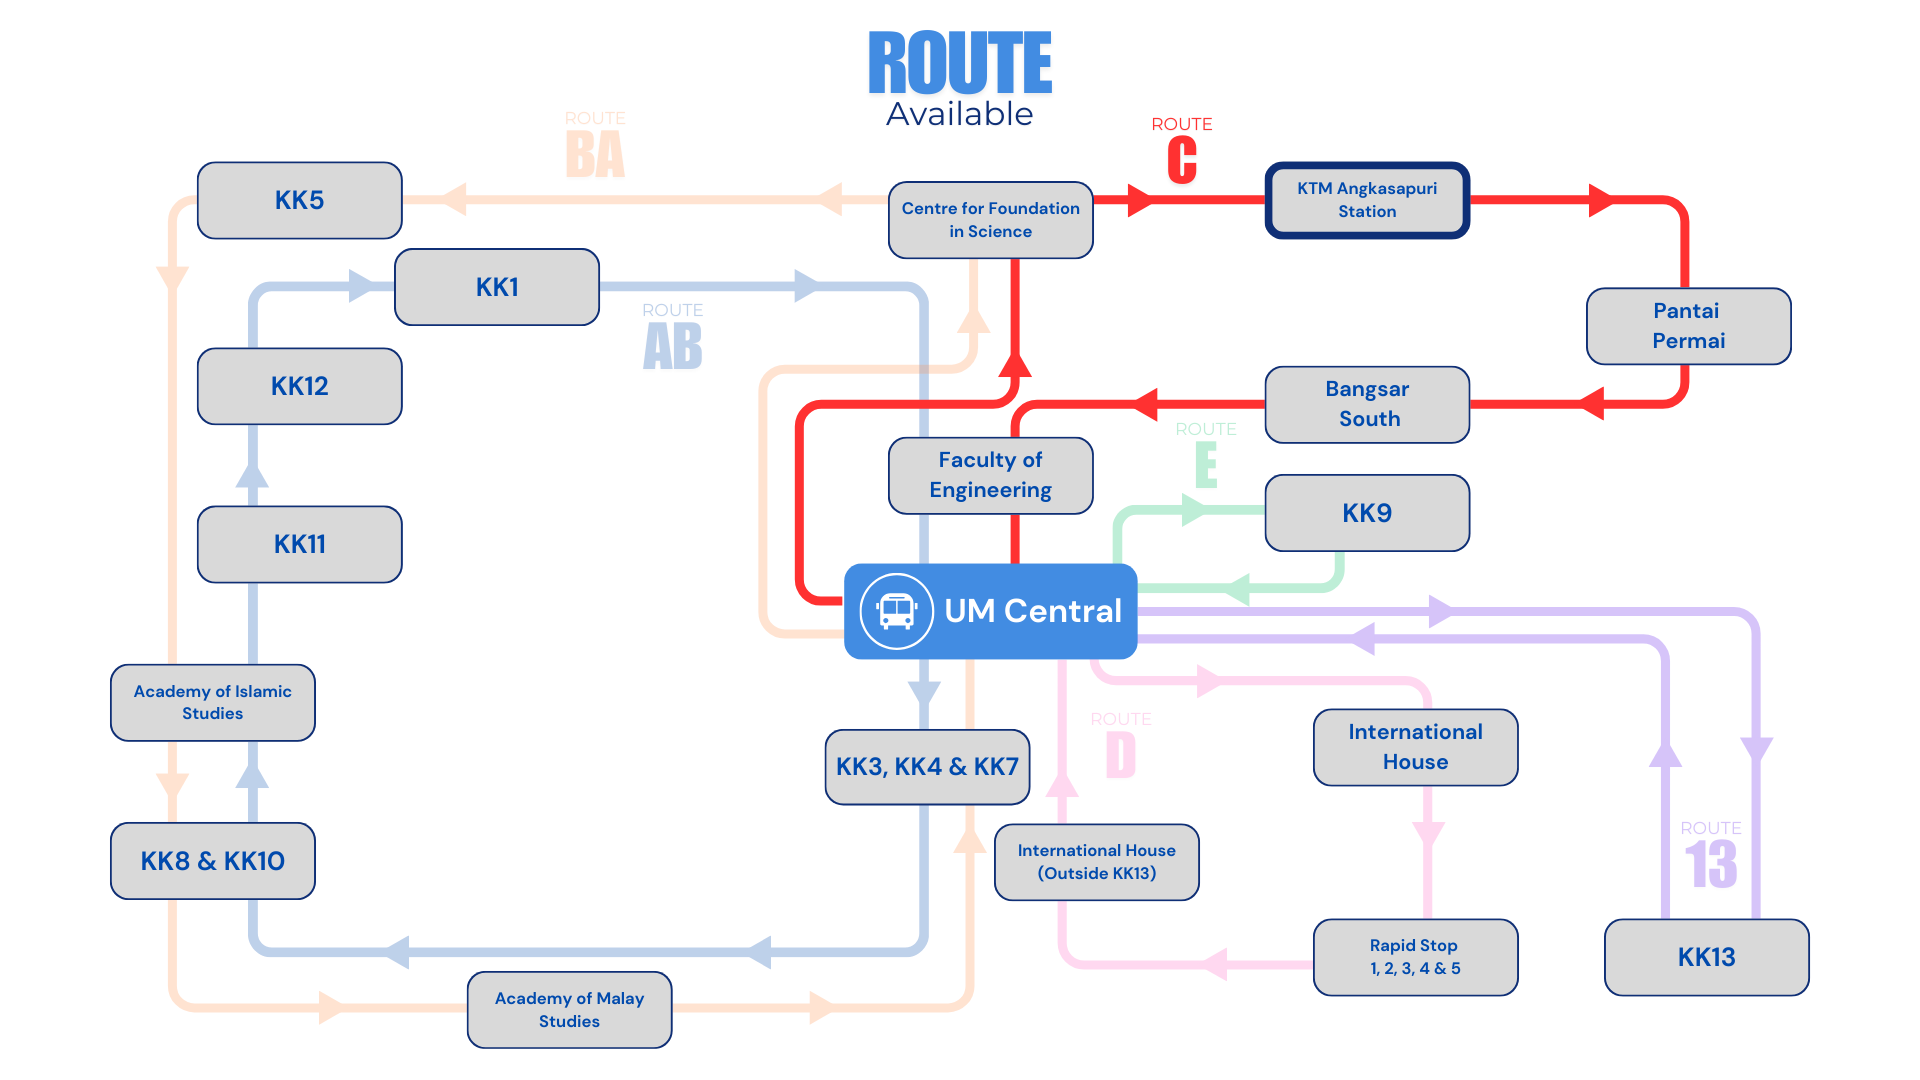 ROUTE
Available
ROUTE
BA
ROUTE
C
KK5
Centre for Foundation
in Science
KTM Angkasapuri
Station
KK1
ROUTE
AB
Pantai
Permai
KK12
Bangsar
South
ROUTE
E
Faculty of
Engineering
KK9
KK11
UM Central
Academy of Islamic
Studies
ROUTE
D
International
House
KK3, KK4 & KK7
ROUTE
13
KK8 & KK10
International House
(Outside KK13)
Rapid Stop
1, 2, 3, 4 & 5
KK13
Academy of Malay
Studies